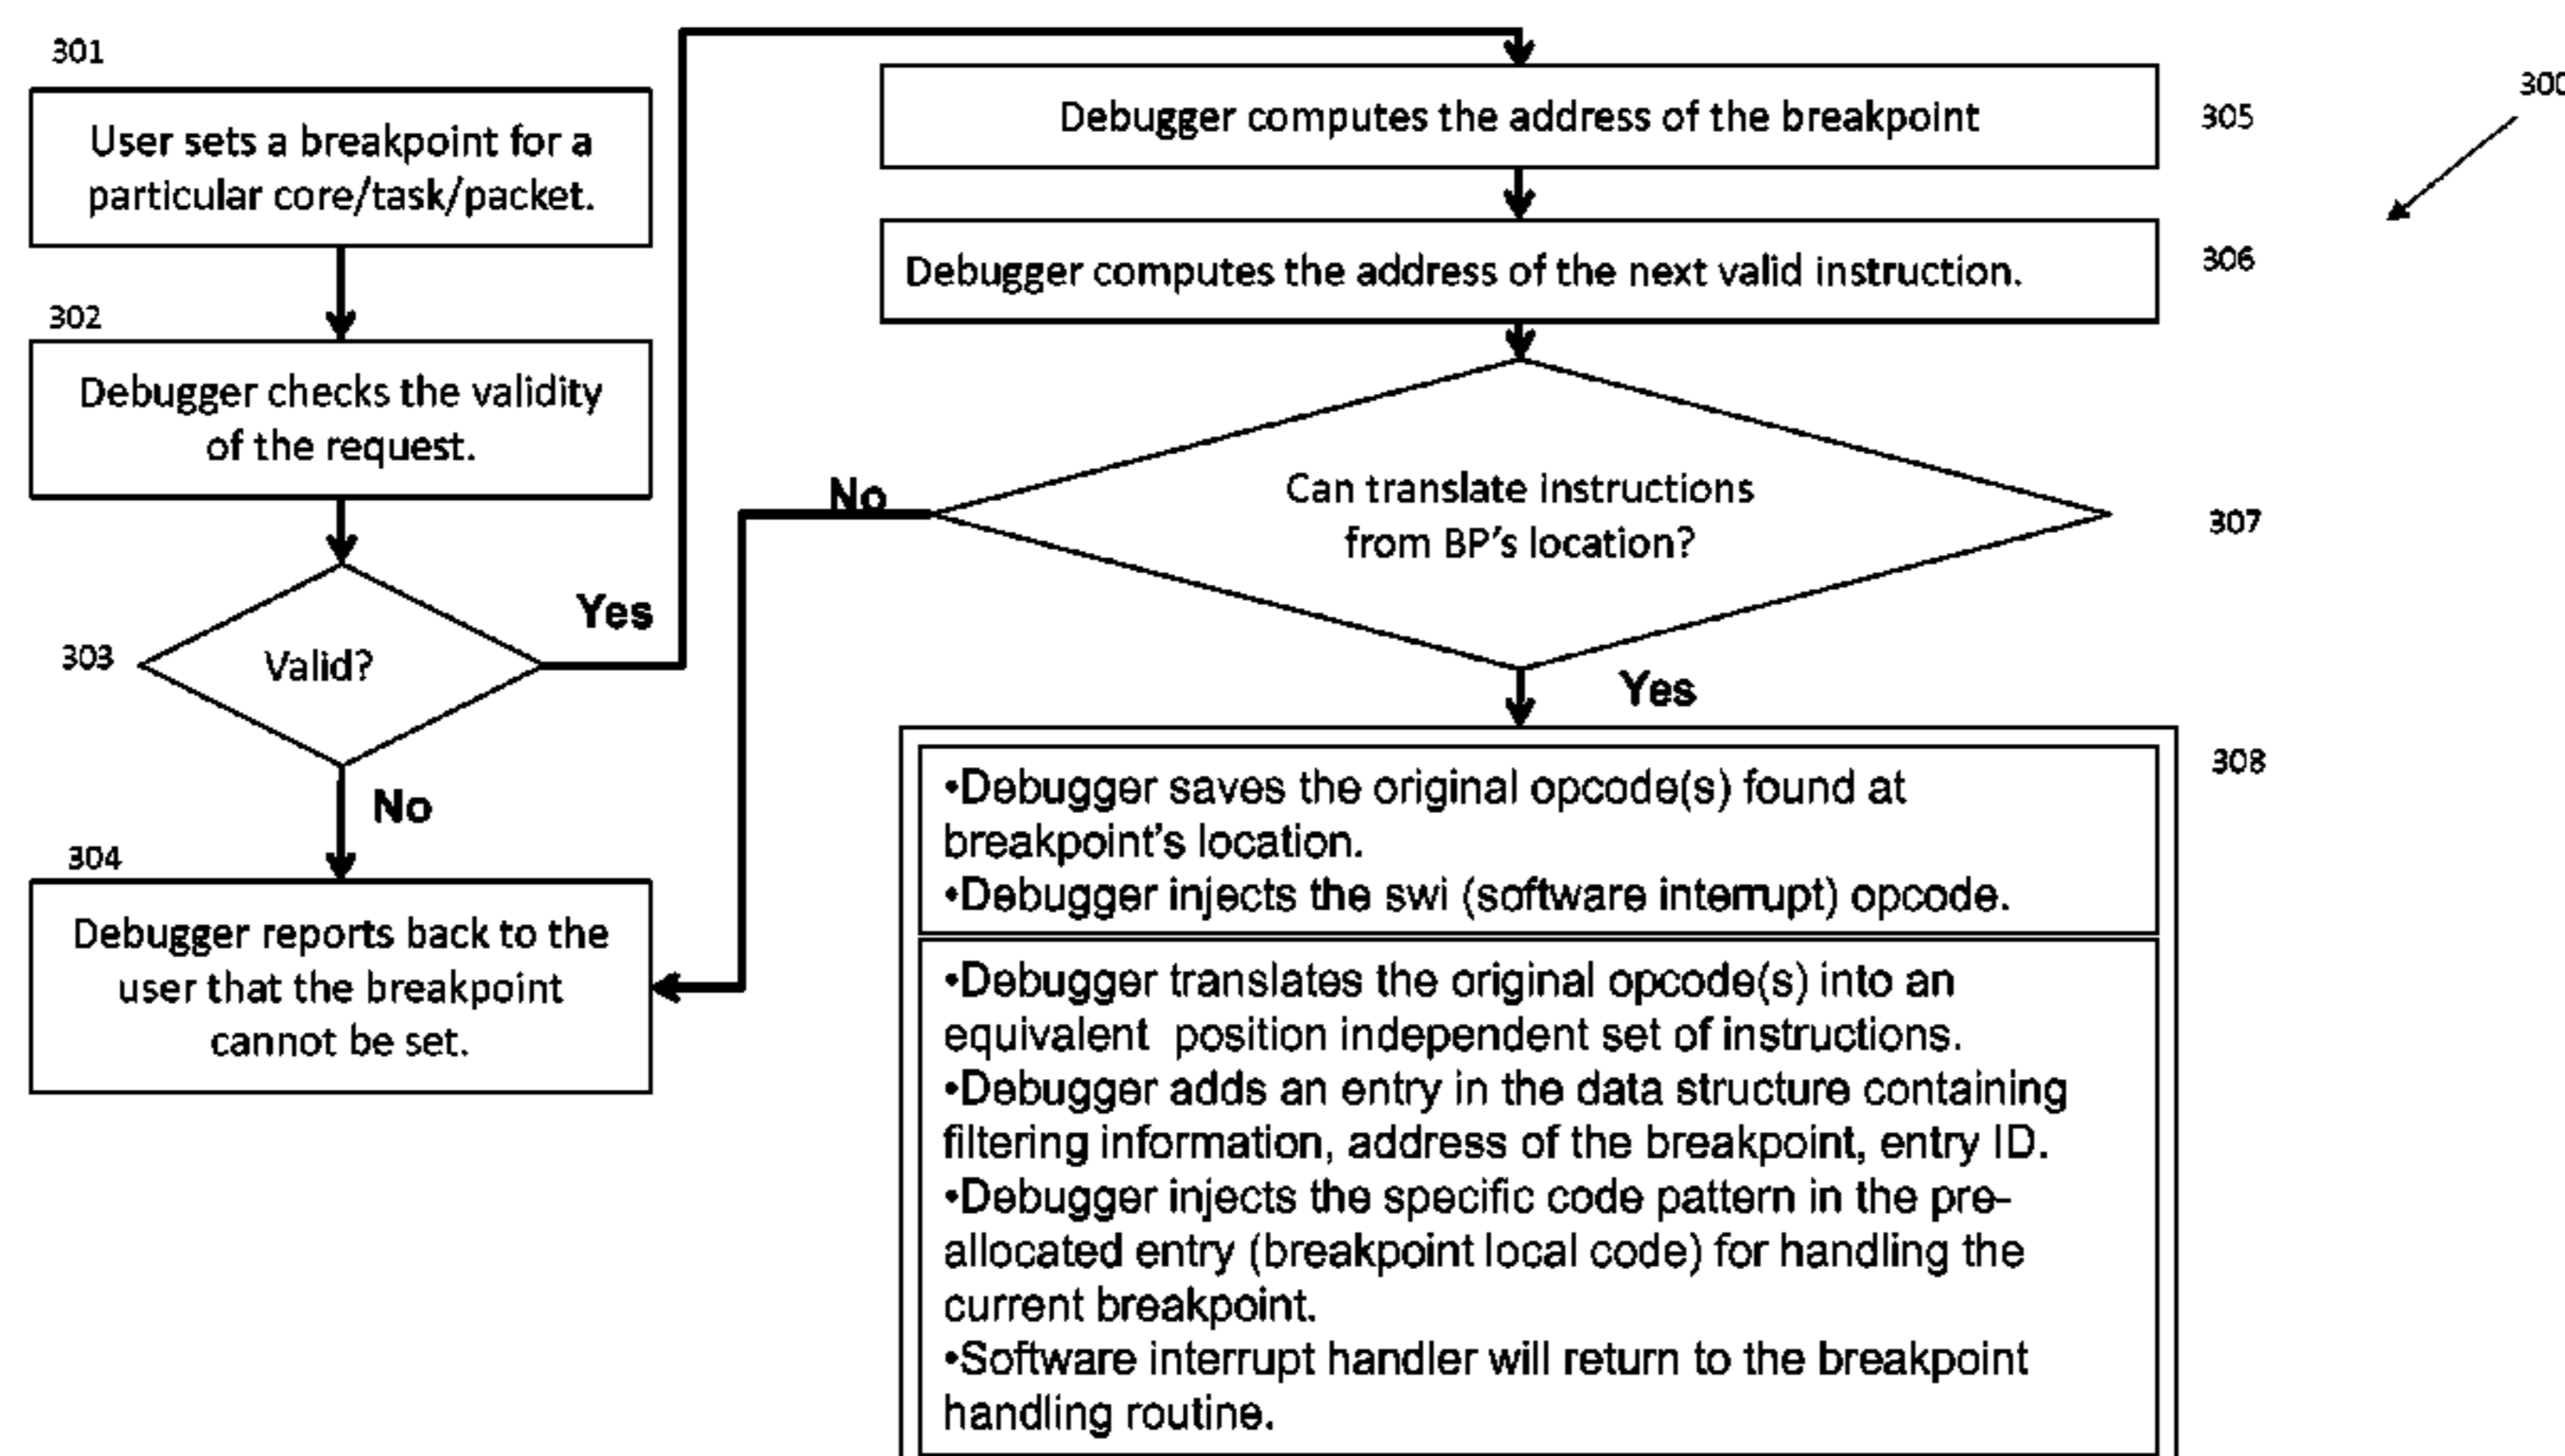 301
User sets a breakpoint for a
particular core/task/packet.
302
Debugger checks the validity
of the request.
303
Valid?
Yes
No
304
Debugger reports back to the
user that the breakpoint
cannot be set.
300
Debugger computes the address of the breakpoint
305
Debugger computes the address of the next valid instruction.
306
Can translate instructions
from BP's location?
307
No
Yes
308
•Debugger saves the original opcode(s) found at
breakpoint's location.
•Debugger injects the swi (software interrupt) opcode.
•Debugger translates the original opcode(s) into an
equivalent position independent set of instructions.
•Debugger adds an entry in the data structure containing
filtering information, address of the breakpoint, entry ID.
•Debugger injects the specific code pattern in the pre-
allocated entry (breakpoint local code) for handling the
current breakpoint.
•Software interrupt handler will return to the breakpoint
handling routine.